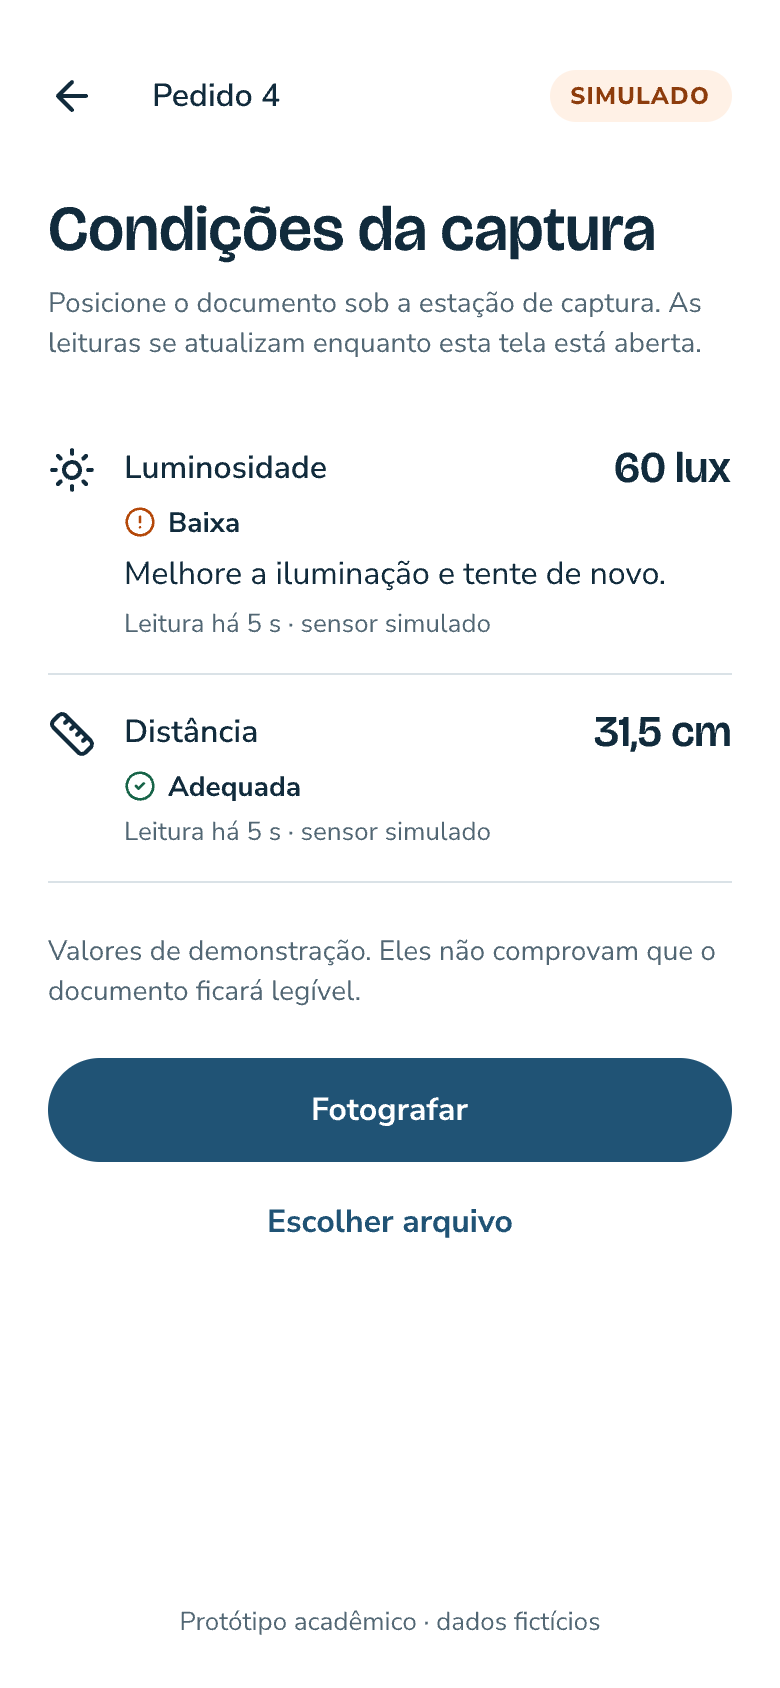 Pedido 4
SIMULADO
Condições da captura
Posicione o documento sob a estação de captura. As
leituras se atualizam enquanto esta tela está aberta.
Luminosidade
60 lux
Baixa
Melhore a iluminação e tente de novo.
Leitura há 5 s · sensor simulado
Distância
31,5 cm
Adequada
Leitura há 5 s · sensor simulado
Valores de demonstração. Eles não comprovam que o
documento ficará legível.
Fotografar
Escolher arquivo
Protótipo acadêmico · dados fictícios